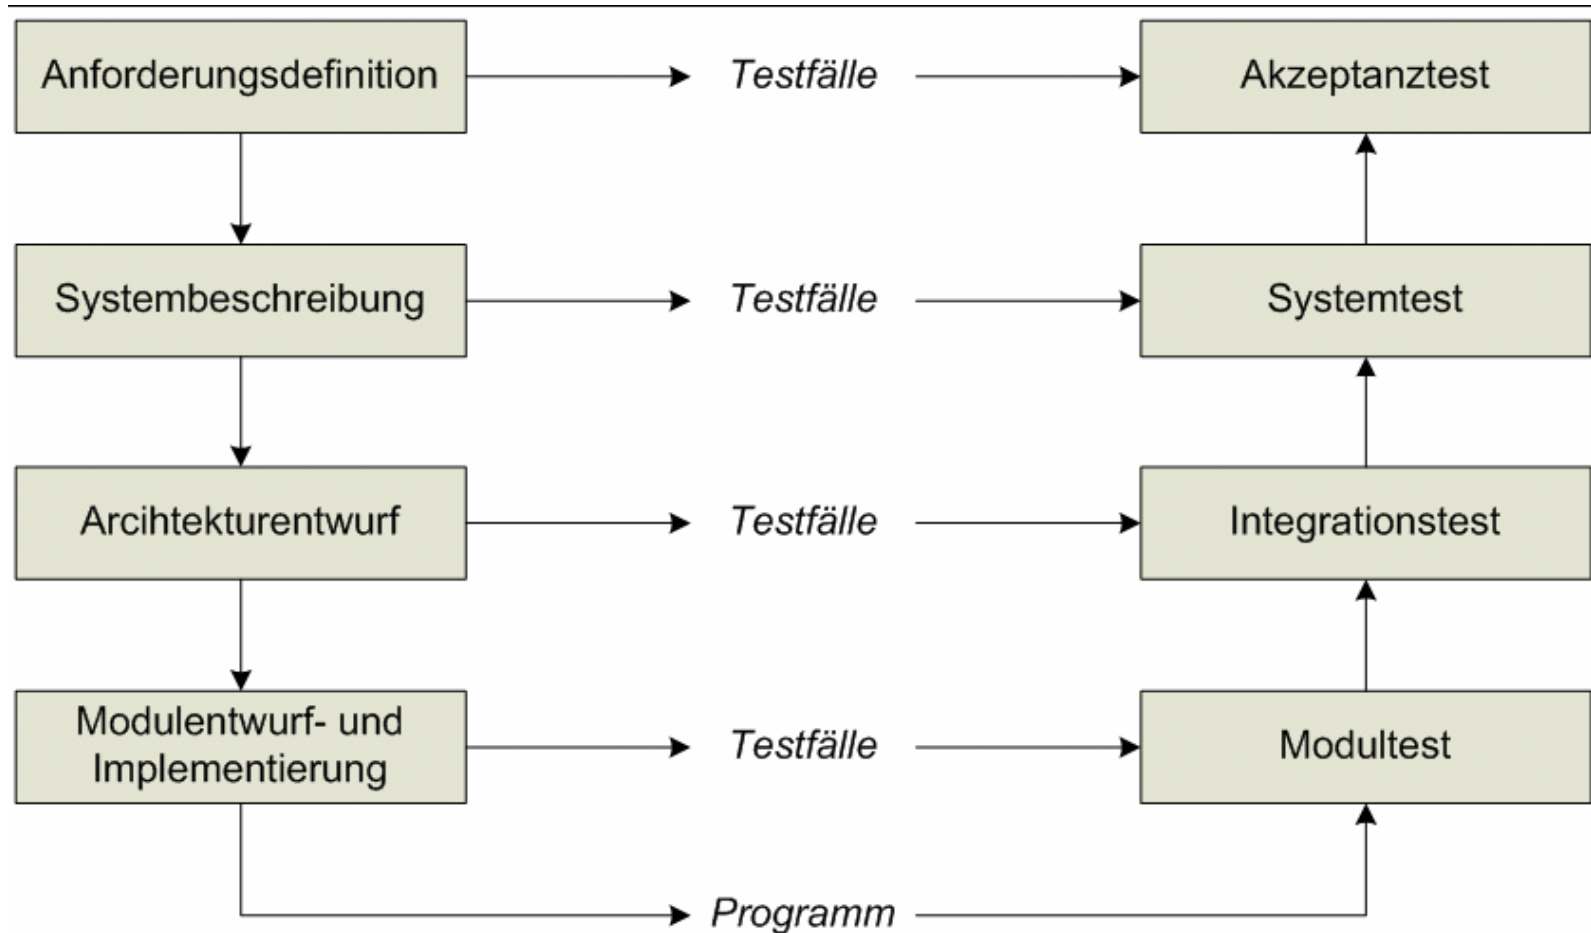 Anforderungsdefinition
Testfälle
Akzeptanztest
Systembeschreibung
Testfälle
Systemtest
Arcihtekturentwurf
Testfälle
Integrationstest
Modulentwurf- und
Implementierung
Testfälle
Modultest
Programm